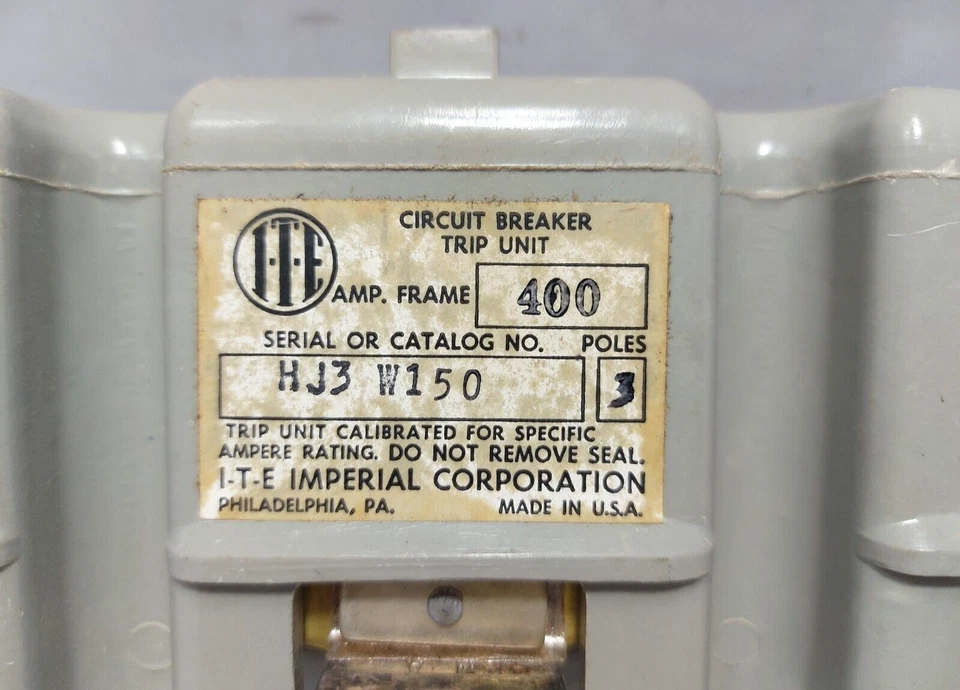 I-T-E
CIRCUIT BREAKER
TRIP UNIT
AMP. FRAME 400
SERIAL OR CATALOG NO. POLES
HJ3 W150 3
TRIP UNIT CALIBRATED FOR SPECIFIC
AMPERE RATING. DO NOT REMOVE SEAL.
I-T-E IMPERIAL CORPORATION
PHILADELPHIA, PA. MADE IN U.S.A.